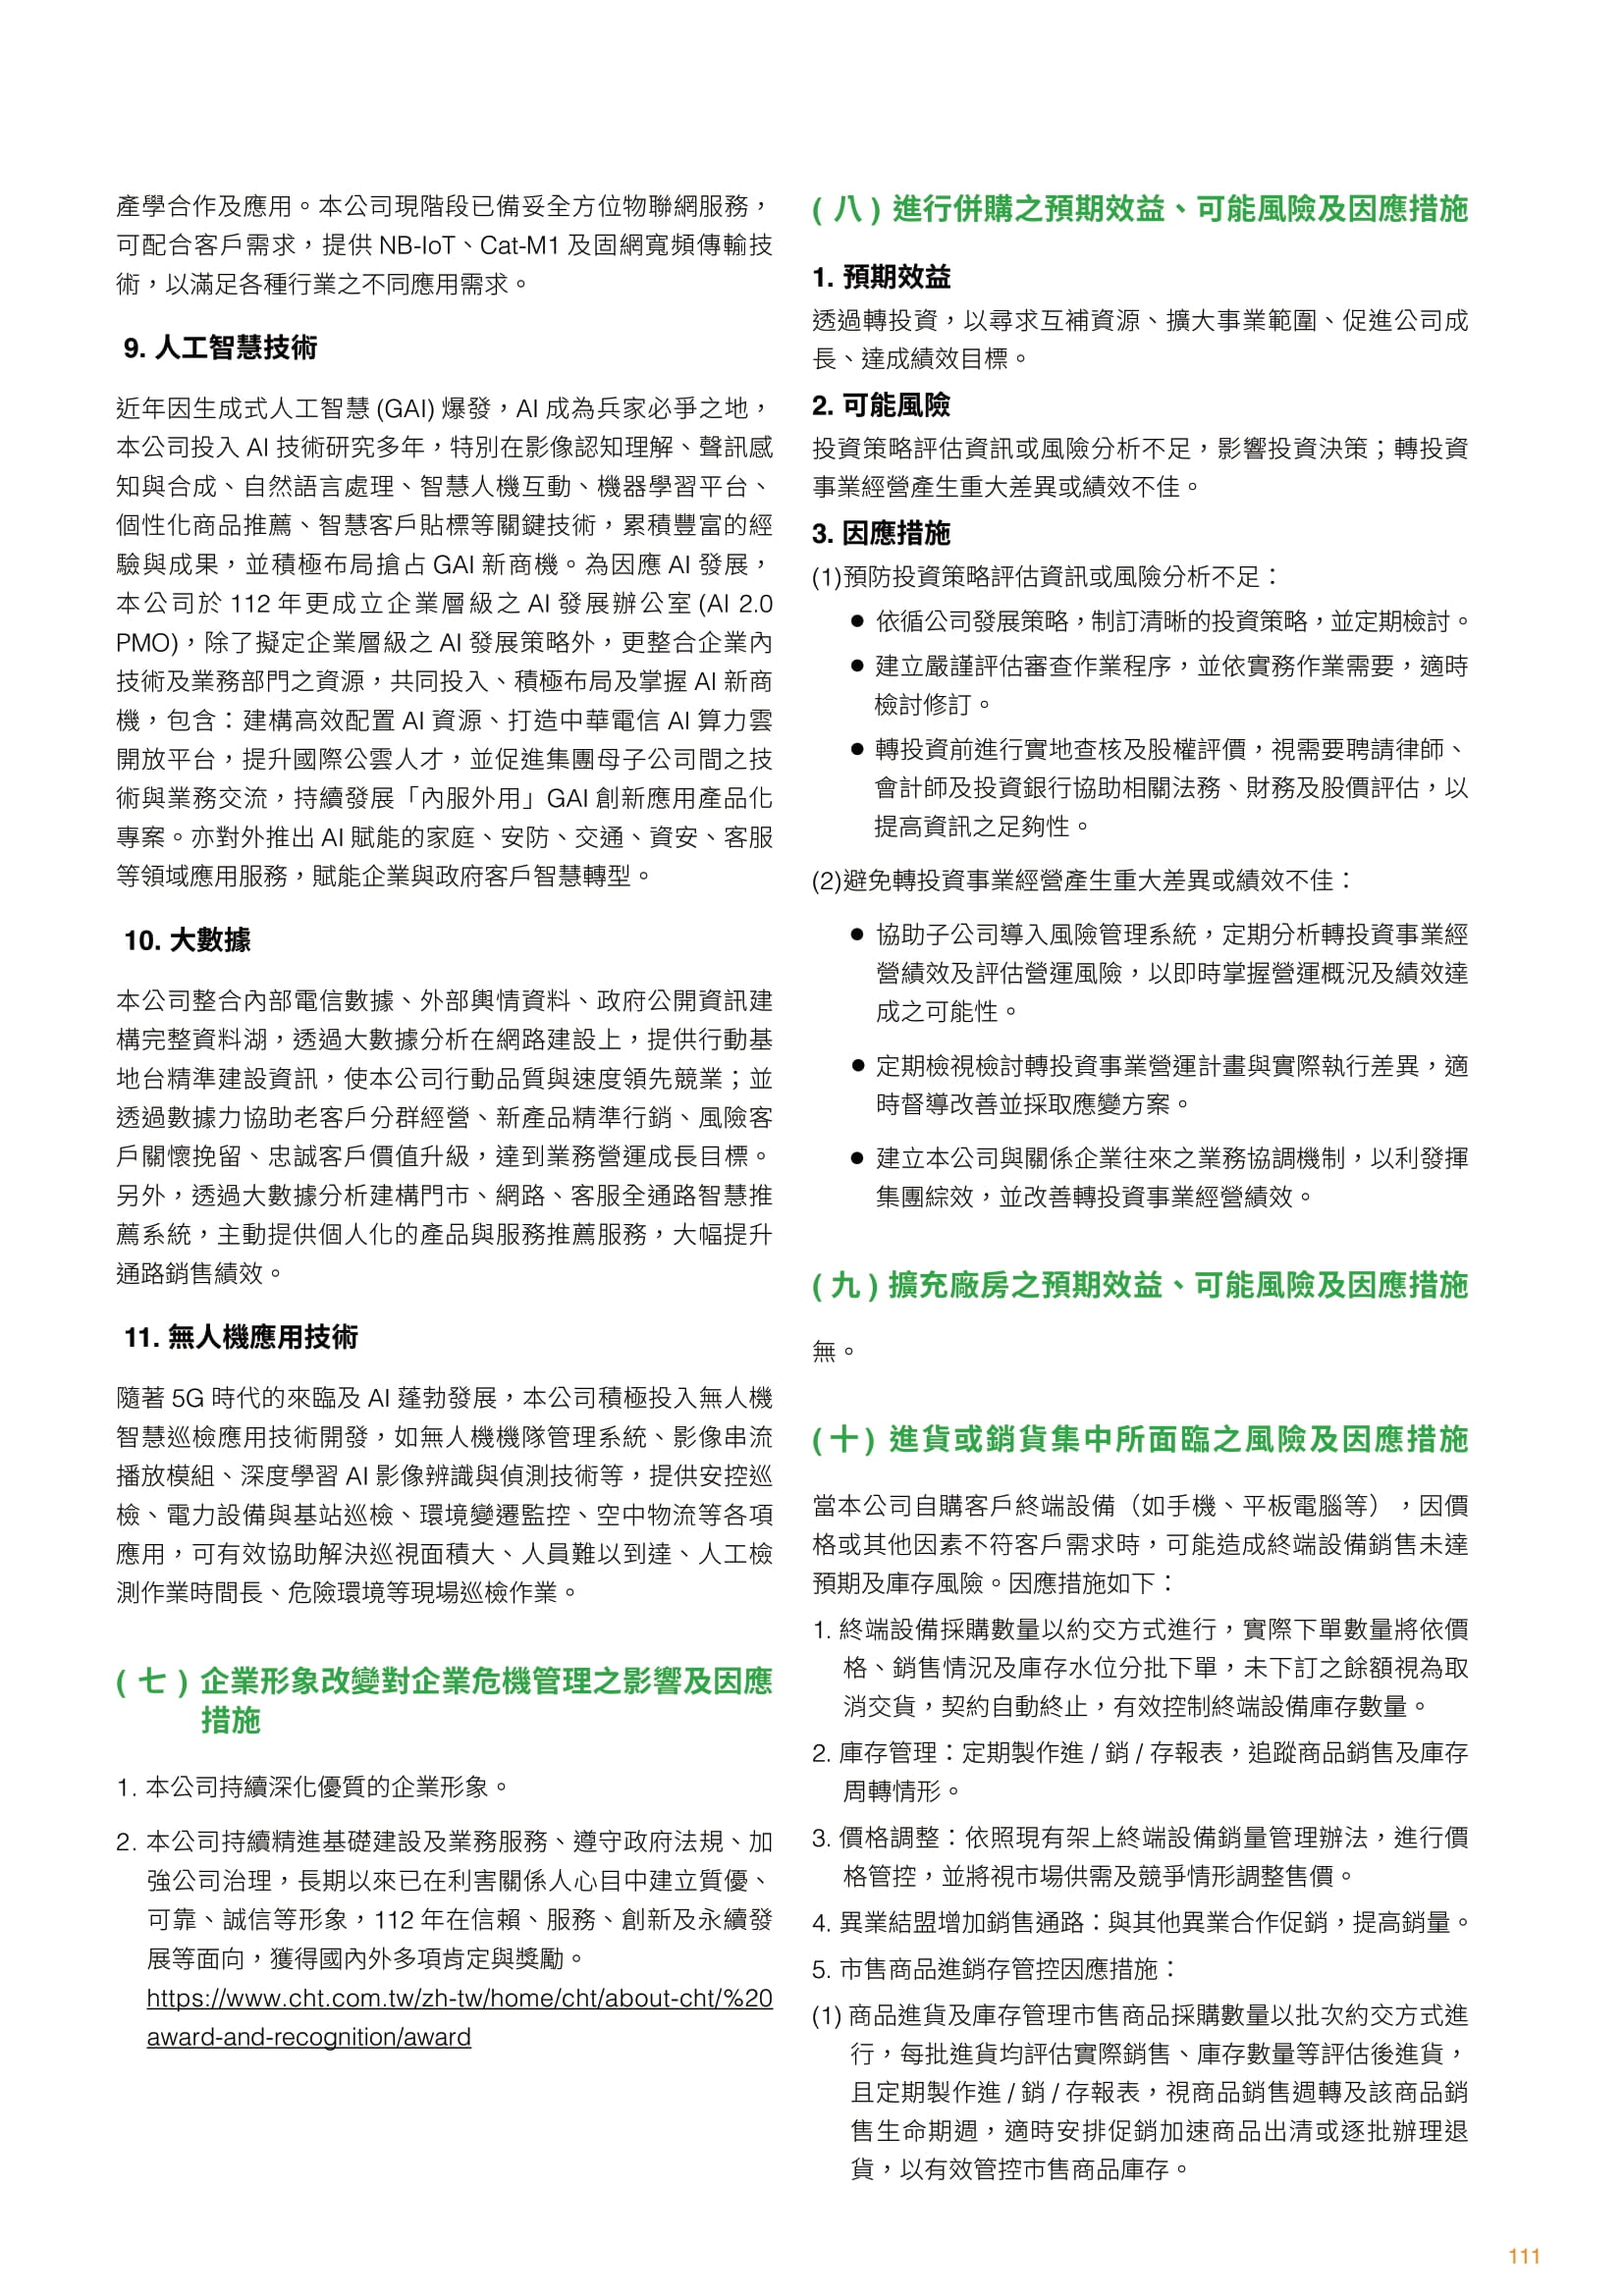 產學合作及應用。本公司現階段已備妥全方位物聯網服務，
可配合客戶需求，提供 NB-IoT、Cat-M1 及固網寬頻傳輸技
術，以滿足各種行業之不同應用需求。
9. 人工智慧技術
近年因生成式人工智慧 (GAI) 爆發，AI 成為兵家必爭之地，
本公司投入 AI 技術研究多年，特別在影像認知理解、聲訊感
知與合成、自然語言處理、智慧人機互動、機器學習平台、
個性化商品推薦、智慧客戶貼標等關鍵技術，累積豐富的經
驗與成果，並積極布局搶占 GAI 新商機。為因應 AI 發展，
本公司於 112 年更成立企業層級之 AI 發展辦公室 (AI 2.0
PMO)，除了擬定企業層級之 AI 發展策略外，更整合企業內
技術及業務部門之資源，共同投入、積極布局及掌握 AI 新商
機，包含：建構高效配置 AI 資源、打造中華電信 AI 算力雲
開放平台，提升國際公雲人才，並促進集團母子公司間之技
術與業務交流，持續發展「內服外用」GAI 創新應用產品化
專案。亦對外推出 AI 賦能的家庭、安防、交通、資安、客服
等領域應用服務，賦能企業與政府客戶智慧轉型。
10. 大數據
本公司整合內部電信數據、外部輿情資料、政府公開資訊建
構完整資料湖，透過大數據分析在網路建設上，提供行動基
地台精準建設資訊，使本公司行動品質與速度領先競業；並
透過數據力協助老客戶分群經營、新產品精準行銷、風險客
戶關懷挽留、忠誠客戶價值升級，達到業務營運成長目標。
另外，透過大數據分析建構門市、網路、客服全通路智慧推
薦系統，主動提供個人化的產品與服務推薦服務，大幅提升
通路銷售績效。
11. 無人機應用技術
隨著 5G 時代的來臨及 AI 蓬勃發展，本公司積極投入無人機
智慧巡檢應用技術開發，如無人機機隊管理系統、影像串流
播放模組、深度學習 AI 影像辨識與偵測技術等，提供安控巡
檢、電力設備與基站巡檢、環境變遷監控、空中物流等各項
應用，可有效協助解決巡視面積大、人員難以到達、人工檢
測作業時間長、危險環境等現場巡檢作業。
( 七 ) 企業形象改變對企業危機管理之影響及因應
措施
1. 本公司持續深化優質的企業形象。
2. 本公司持續精進基礎建設及業務服務、遵守政府法規、加
強公司治理，長期以來已在利害關係人心目中建立質優、
可靠、誠信等形象，112 年在信賴、服務、創新及永續發
展等面向，獲得國內外多項肯定與獎勵。
https://www.cht.com.tw/zh-tw/home/cht/about-cht/%20
award-and-recognition/award
( 八 ) 進行併購之預期效益、可能風險及因應措施
1. 預期效益
透過轉投資，以尋求互補資源、擴大事業範圍、促進公司成
長、達成績效目標。
2. 可能風險
投資策略評估資訊或風險分析不足，影響投資決策；轉投資
事業經營產生重大差異或績效不佳。
3. 因應措施
(1)預防投資策略評估資訊或風險分析不足：
● 依循公司發展策略，制訂清晰的投資策略，並定期檢討。
● 建立嚴謹評估審查作業程序，並依實務作業需要，適時
檢討修訂。
● 轉投資前進行實地查核及股權評價，視需要聘請律師、
會計師及投資銀行協助相關法務、財務及股價評估，以
提高資訊之足夠性。
(2)避免轉投資事業經營產生重大差異或績效不佳：
● 協助子公司導入風險管理系統，定期分析轉投資事業經
營績效及評估營運風險，以即時掌握營運概況及績效達
成之可能性。
● 定期檢視檢討轉投資事業營運計畫與實際執行差異，適
時督導改善並採取應變方案。
● 建立本公司與關係企業往來之業務協調機制，以利發揮
集團綜效，並改善轉投資事業經營績效。
( 九 ) 擴充廠房之預期效益、可能風險及因應措施
無。
( 十 ) 進貨或銷貨集中所面臨之風險及因應措施
當本公司自購客戶終端設備（如手機、平板電腦等），因價
格或其他因素不符客戶需求時，可能造成終端設備銷售未達
預期及庫存風險。因應措施如下：
1. 終端設備採購數量以約交方式進行，實際下單數量將依價
格、銷售情況及庫存水位分批下單，未下訂之餘額視為取
消交貨，契約自動終止，有效控制終端設備庫存數量。
2. 庫存管理：定期製作進 / 銷 / 存報表，追蹤商品銷售及庫存
周轉情形。
3. 價格調整：依照現有架上終端設備銷量管理辦法，進行價
格管控，並將視市場供需及競爭情形調整售價。
4. 異業結盟增加銷售通路：與其他異業合作促銷，提高銷量。
5. 市售商品進銷存管控因應措施：
(1) 商品進貨及庫存管理市售商品採購數量以批次約交方式進
行，每批進貨均評估實際銷售、庫存數量等評估後進貨，
且定期製作進 / 銷 / 存報表，視商品銷售週轉及該商品銷
售生命期週，適時安排促銷加速商品出清或逐批辦理退
貨，以有效管控市售商品庫存。
111